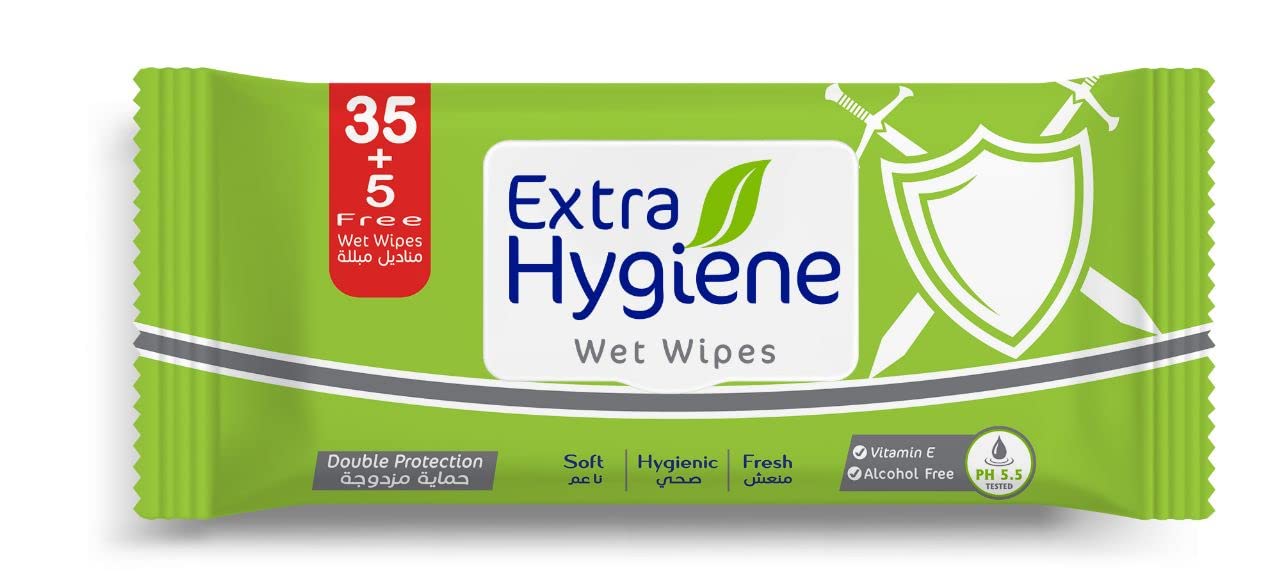 35
+
5
Free
Wet Wipes
مناديل مبللة
Extra
Hygiene
Wet Wipes
Double Protection
حماية مزدوجة
Soft
ناعم
Hygienic
صحي
Fresh
منعش
Vitamin E
Alcohol Free
PH 5.5
TESTED